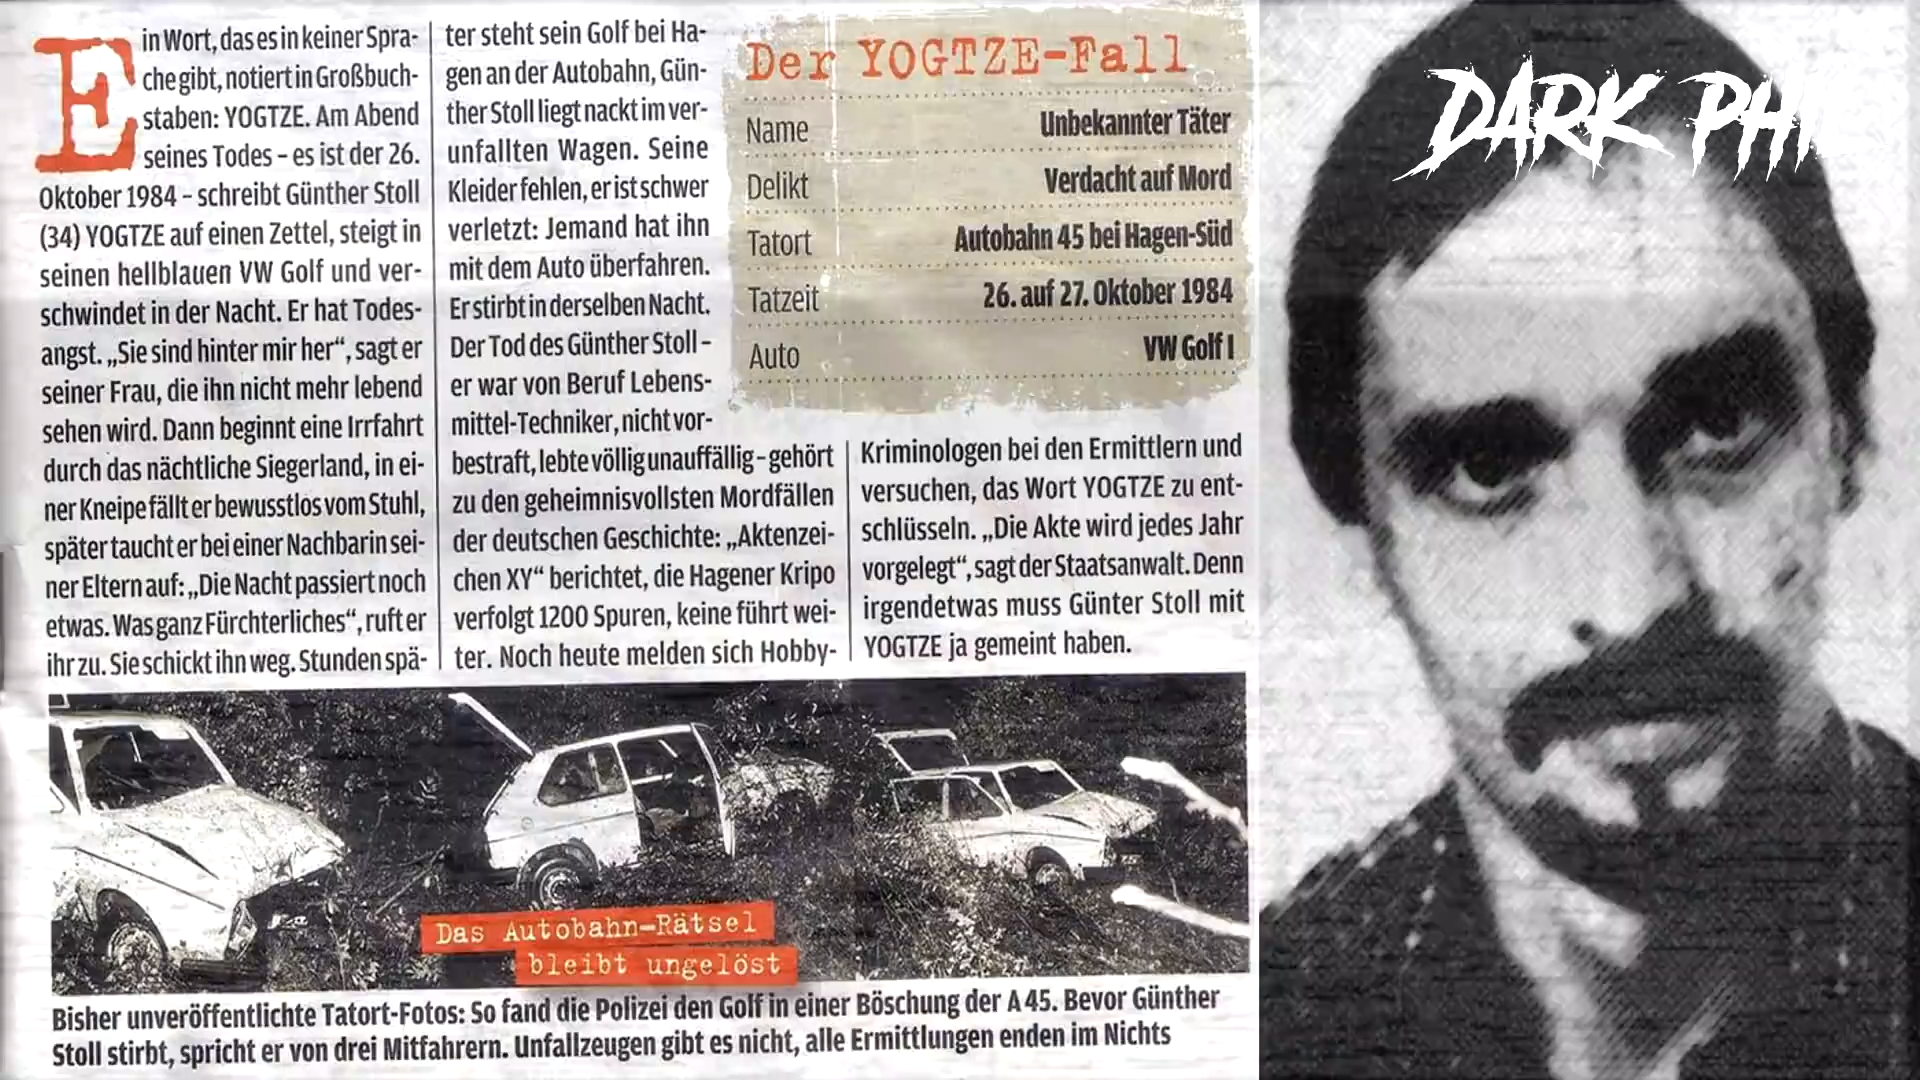 Ein Wort, das es in keiner Spra-
che gibt, notiert in Großbuch-
staben: YOGTZE. Am Abend
seines Todes – es ist der 26.
Oktober 1984 – schreibt Günther Stoll
(34) YOGTZE auf einen Zettel, steigt in
seinen hellblauen VW Golf und ver-
schwindet in der Nacht. Er hat Todes-
angst. „Sie sind hinter mir her“, sagt er
seiner Frau, die ihn nicht mehr lebend
sehen wird. Dann beginnt eine Irrfahrt
durch das nächtliche Siegerland, in ei-
ner Kneipe fällt er bewusstlos vom Stuhl,
später taucht er bei einer Nachbarin sei-
ner Eltern auf: „Die Nacht passiert noch
etwas. Was ganz Fürchterliches“, ruft er
ihr zu. Sie schickt ihn weg. Stunden spä-
ter steht sein Golf bei Ha-
gen an der Autobahn, Gün-
ther Stoll liegt nackt im ver-
unfallten Wagen. Seine
Kleider fehlen, er ist schwer
verletzt: Jemand hat ihn
mit dem Auto überfahren.
Er stirbt in derselben Nacht.
Der Tod des Günther Stoll –
er war von Beruf Lebens-
mittel-Techniker, nicht vor-
bestraft, lebte völlig unauffällig – gehört
zu den geheimnisvollsten Mordfällen
der deutschen Geschichte: „Aktenzei-
chen XY“ berichtet, die Hagener Kripo
verfolgt 1200 Spuren, keine führt wei-
ter. Noch heute melden sich Hobby-
Kriminologen bei den Ermittlern und
versuchen, das Wort YOGTZE zu ent-
schlüsseln. „Die Akte wird jedes Jahr
vorgelegt“, sagt der Staatsanwalt. Denn
irgendetwas muss Günter Stoll mit
YOGTZE ja gemeint haben.
Der YOGTZE-Fall
Name Unbekannter Täter
Delikt Verdacht auf Mord
Tatort Autobahn 45 bei Hagen-Süd
Tatzeit 26. auf 27. Oktober 1984
Auto VW Golf I
Das Autobahn-Rätsel
bleibt ungelöst
Bisher unveröffentlichte Tatort-Fotos: So fand die Polizei den Golf in einer Böschung der A 45. Bevor Günther
Stoll stirbt, spricht er von drei Mitfahrern. Unfallzeugen gibt es nicht, alle Ermittlungen enden im Nichts
DARK